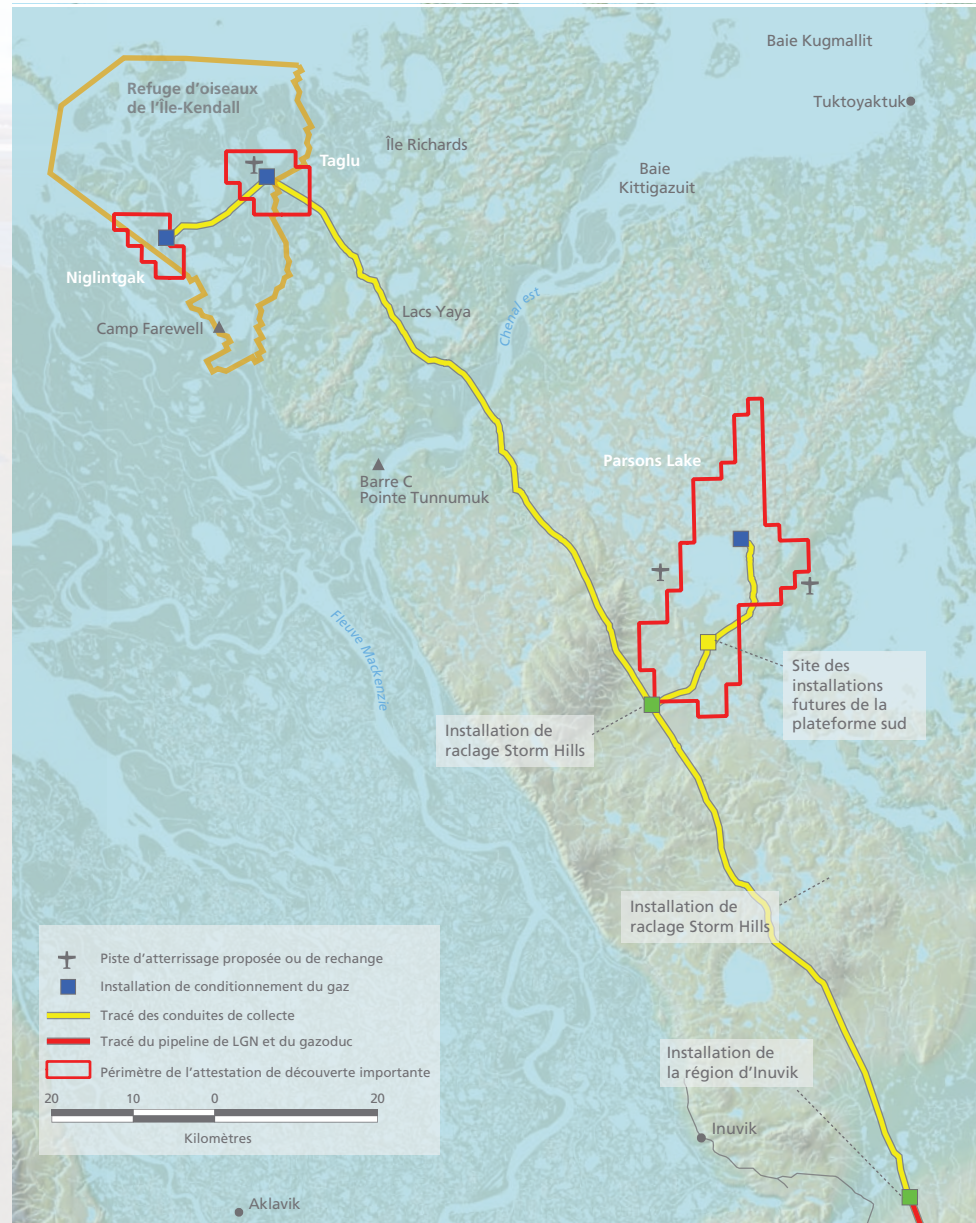 Baie Kugmallit
Refuge d'oiseaux
de l'Île-Kendall
Tuktoyaktuk
Île Richards
Taglu
Baie
Kittigazuit
Niglintgak
Lacs Yaya
Chenal est
Camp Farewell
Parsons Lake
Barre C
Pointe Tunnumuk
Fleuve Mackenzie
Site des
installations
futures de la
plateforme sud
Installation de
raclage Storm Hills
Installation de
raclage Storm Hills
Piste d'atterrissage proposée ou de rechange
Installation de conditionnement du gaz
Tracé des conduites de collecte
Tracé du pipeline de LGN et du gazoduc
Périmètre de l'attestation de découverte importante
20 10 0 20
Kilomètres
Installation de
la région d'Inuvik
Inuvik
Aklavik